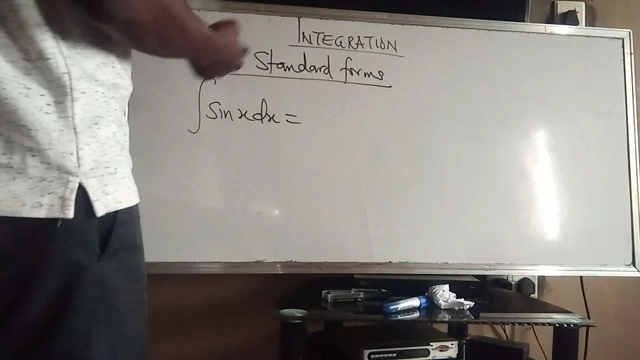 INTEGRATION
Standard forms
∫sin x dx =